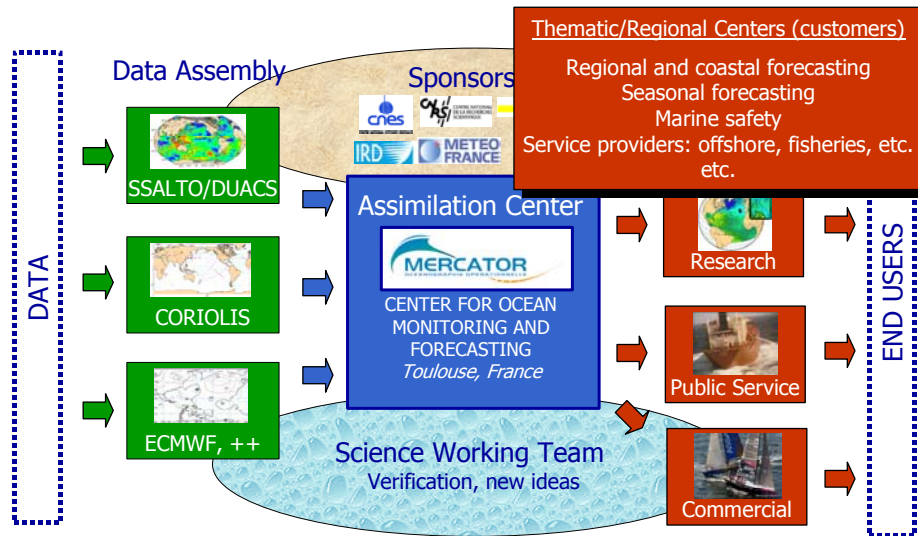 Thematic/Regional Centers (customers)
Regional and coastal forecasting
Seasonal forecasting
Marine safety
Service providers: offshore, fisheries, etc.
etc.
Data Assembly
Sponsors
cnes
CNRS
CENTRE NATIONAL
DE LA RECHERCHE
SCIENTIFIQUE
IRD
METEO
FRANCE
DATA
SSALTO/DUACS
CORIOLIS
ECMWF, ++
Assimilation Center
MERCATOR
OCEANOGRAPHIE OPERATIONNELLE
CENTER FOR OCEAN
MONITORING AND
FORECASTING
Toulouse, France
Research
Public Service
Commercial
END USERS
Science Working Team
Verification, new ideas